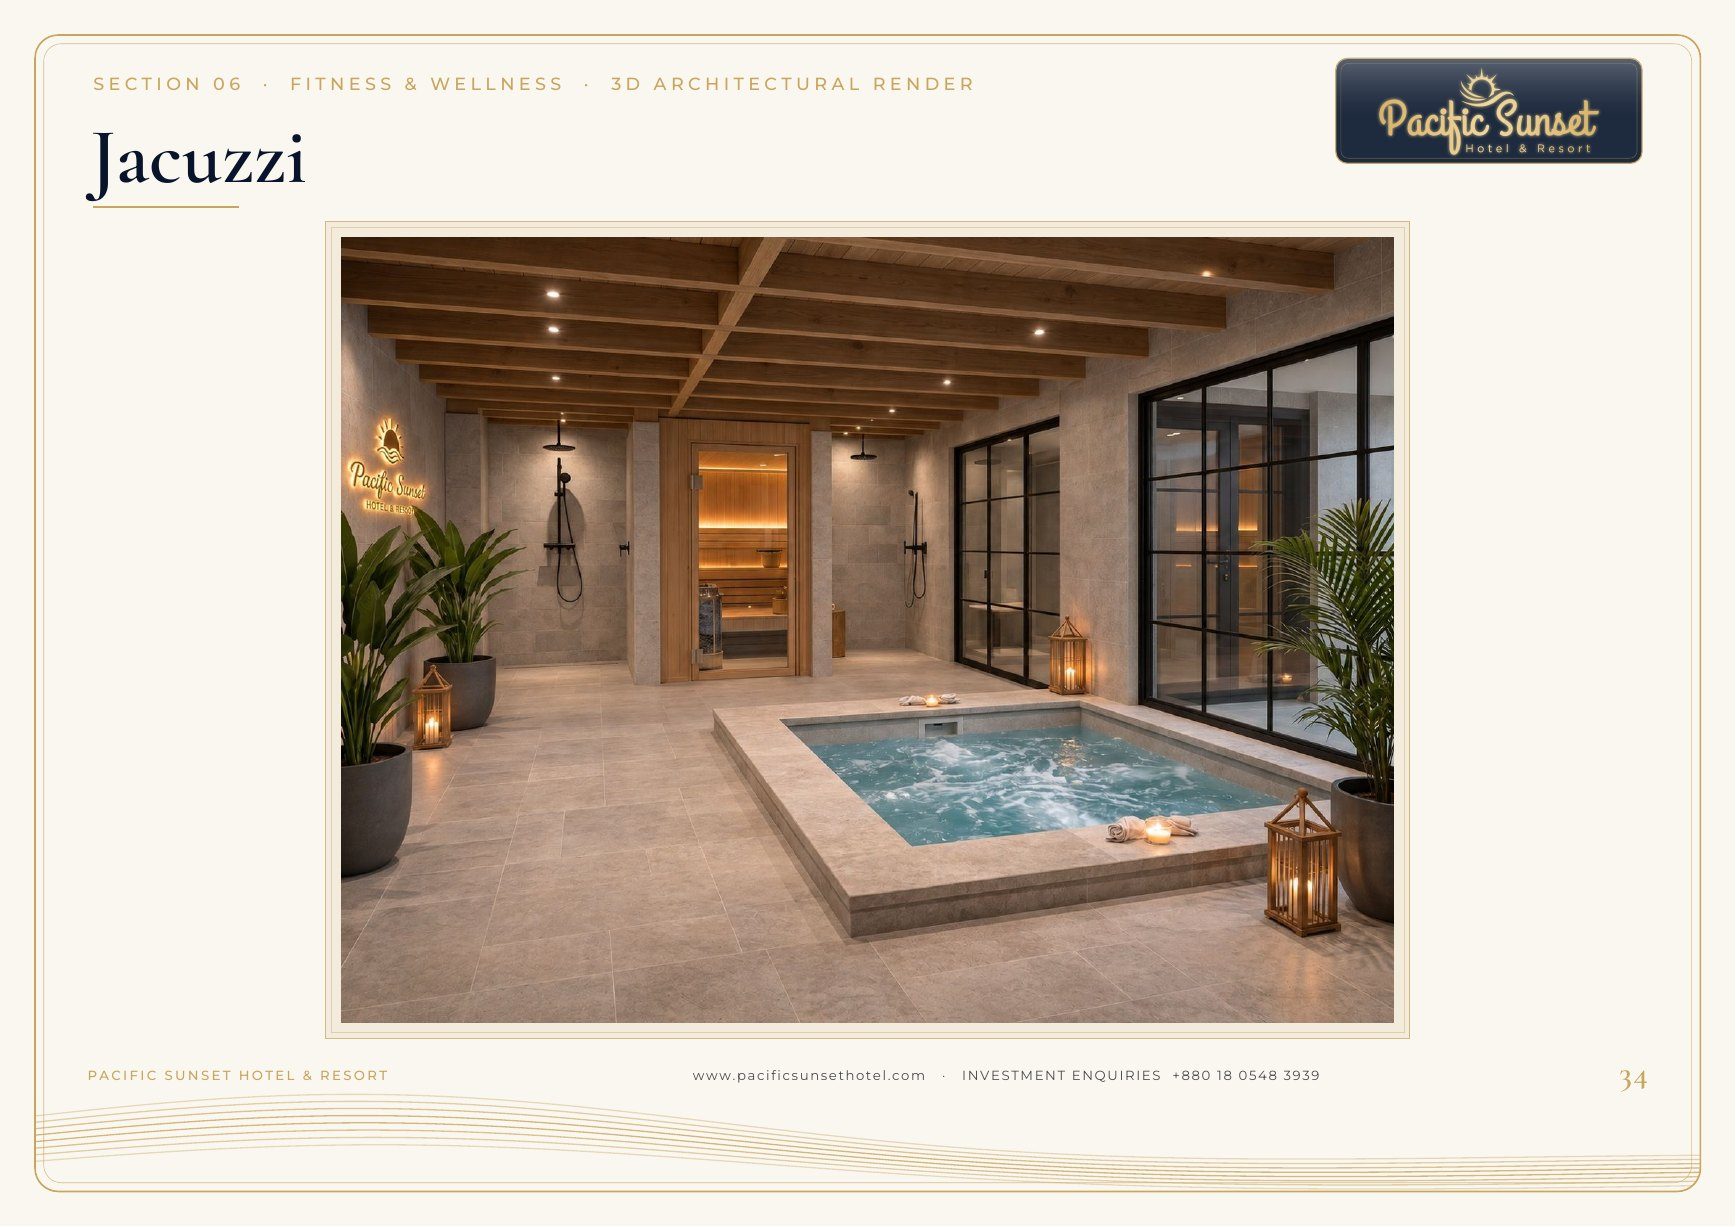 SECTION 06 · FITNESS & WELLNESS · 3D ARCHITECTURAL RENDER
Pacific Sunset
Hotel & Resort
Jacuzzi
Pacific Sunset
HOTEL & RESORT
PACIFIC SUNSET HOTEL & RESORT
www.pacificsunsethotel.com · INVESTMENT ENQUIRIES +880 18 0548 3939
34